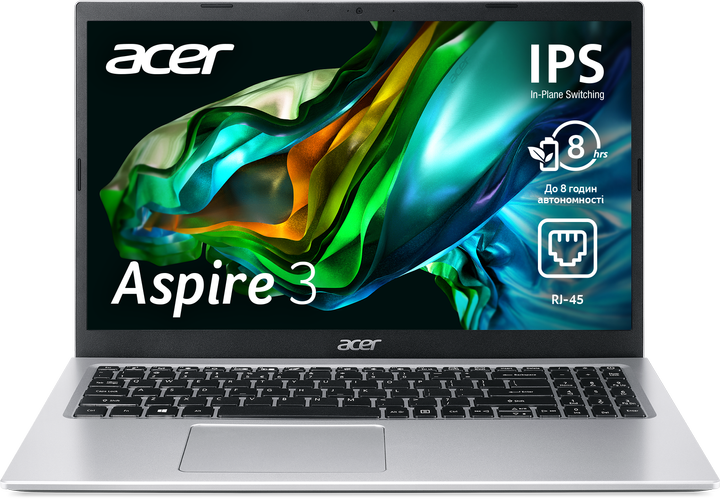 acer
IPS
In-Plane Switching
8 hrs
До 8 годин
автономності
Aspire 3
RJ-45
acer